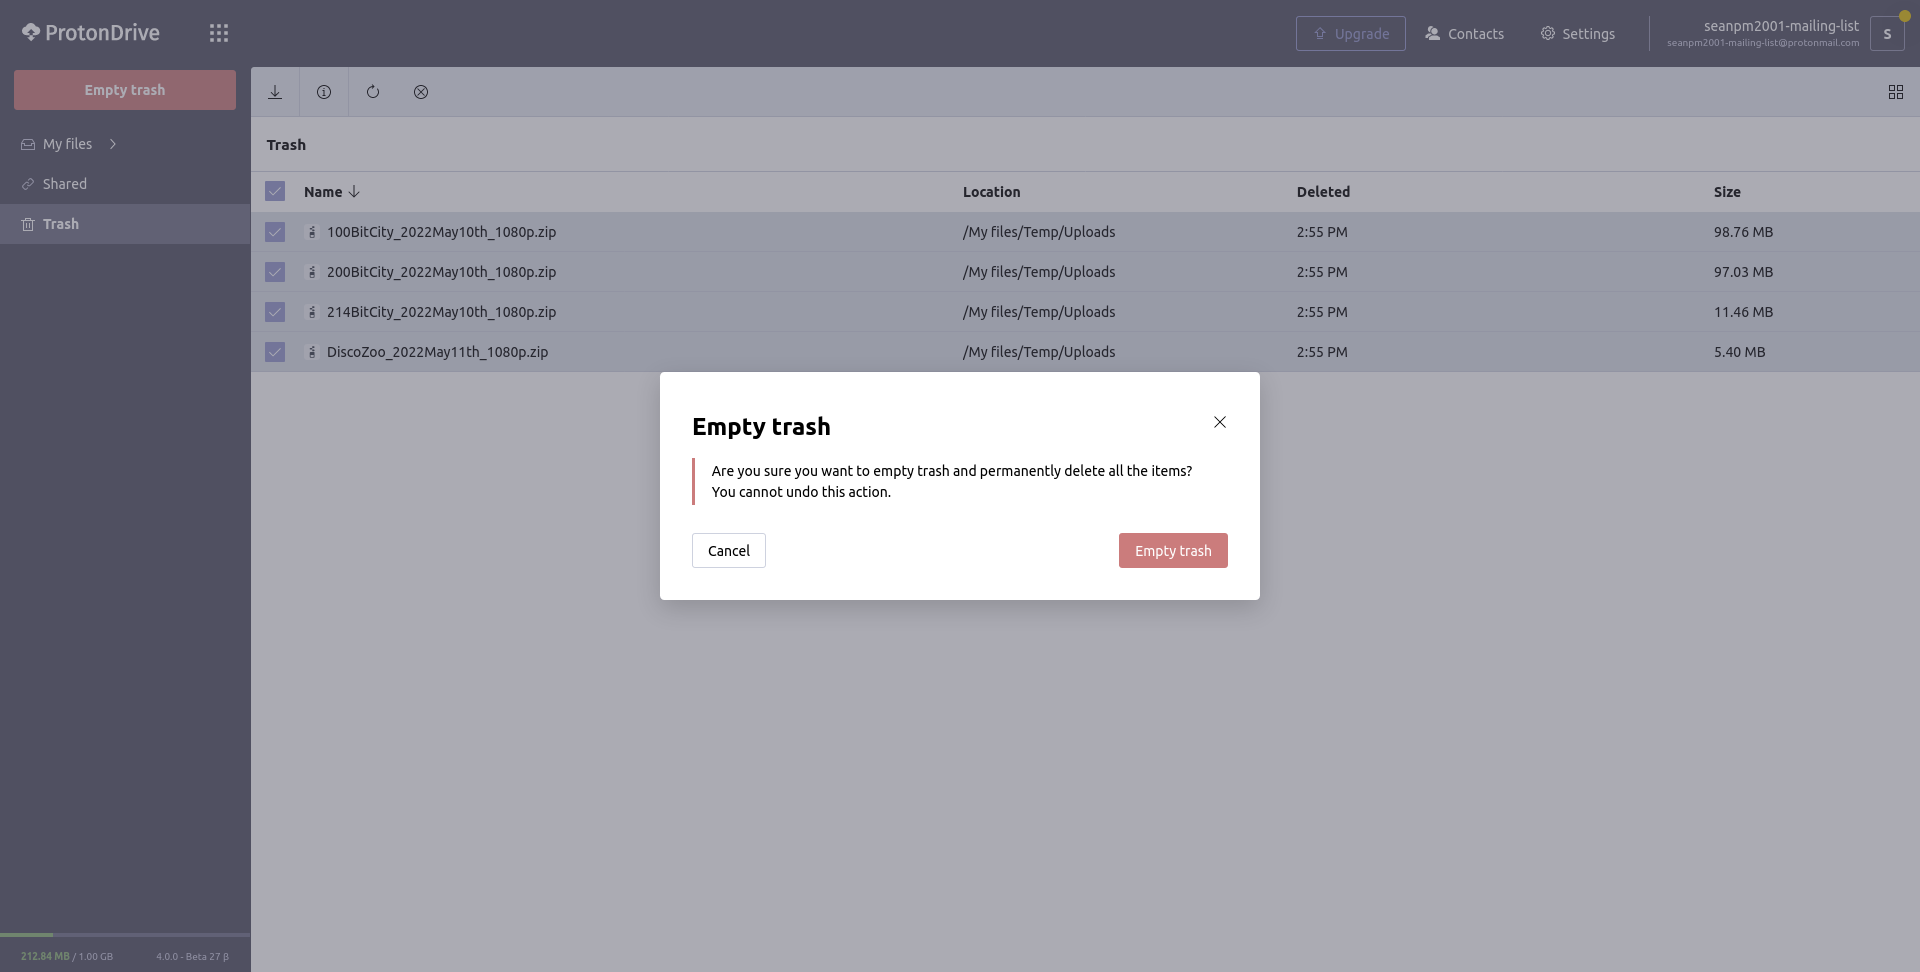 ProtonDrive
Upgrade
Contacts
Settings
seanpm2001-mailing-list
seanpm2001-mailing-list@protonmail.com
S
Empty trash
My files
Shared
Trash
Trash
Name Location Deleted Size
100BitCity_2022May10th_1080p.zip /My files/Temp/Uploads 2:55 PM 98.76 MB
200BitCity_2022May10th_1080p.zip /My files/Temp/Uploads 2:55 PM 97.03 MB
214BitCity_2022May10th_1080p.zip /My files/Temp/Uploads 2:55 PM 11.46 MB
DiscoZoo_2022May11th_1080p.zip /My files/Temp/Uploads 2:55 PM 5.40 MB
Empty trash
Are you sure you want to empty trash and permanently delete all the items?
You cannot undo this action.
Cancel
Empty trash
212.84 MB / 1.00 GB
4.0.0 - Beta 27 β